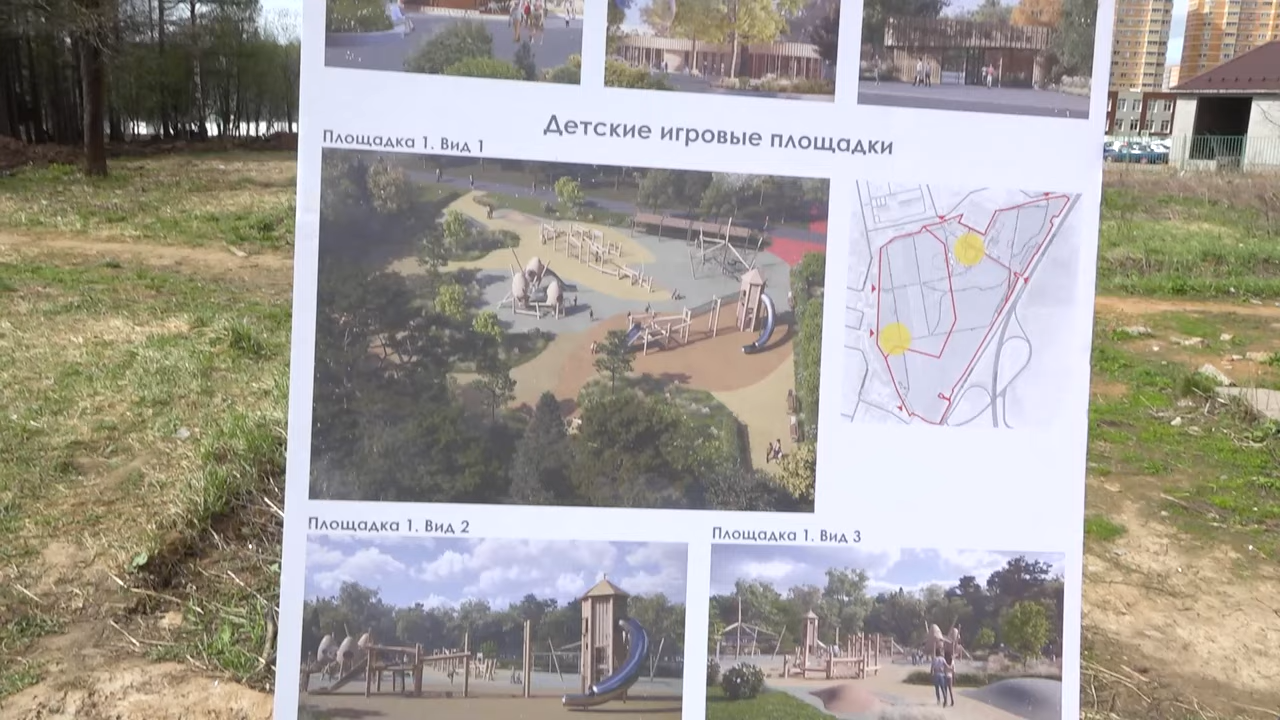 Детские игровые площадки
Площадка 1. Вид 1
Площадка 1. Вид 2
Площадка 1. Вид 3